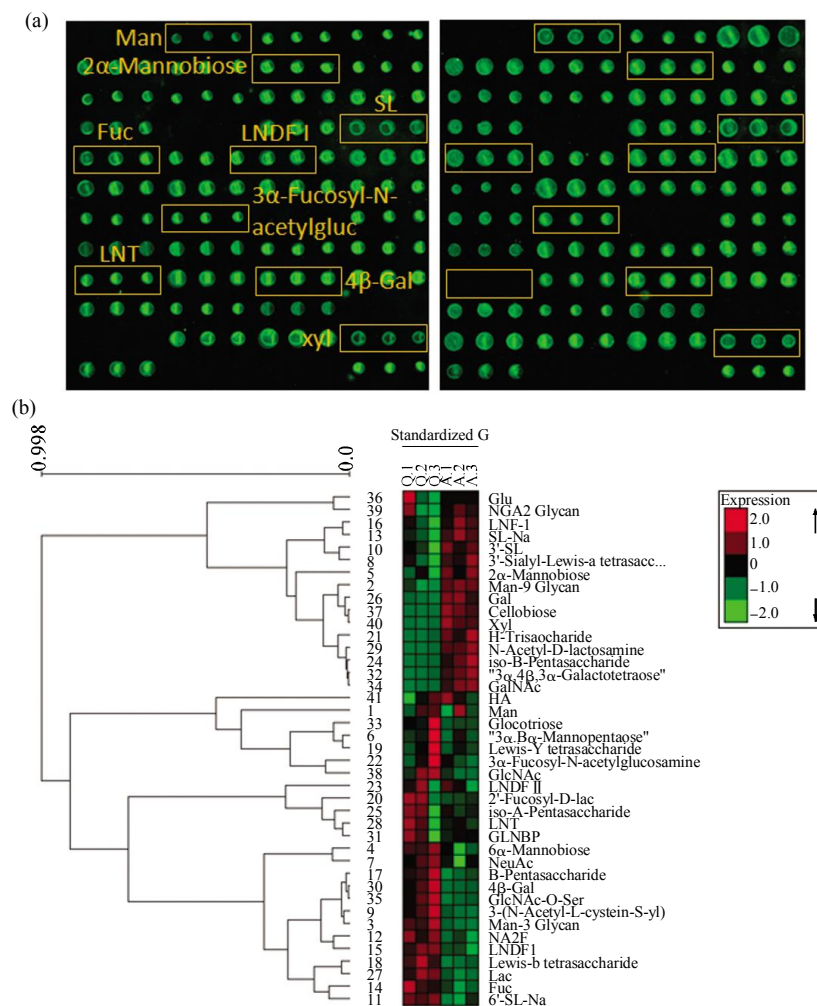 (a)
Man
2α-Mannobiose
SL
Fuc
LNDF I
3α-Fucosyl-N-
acetylgluc
LNT
4β-Gal
xyl
(b)
0.998
0.0
Standardized G
Q.1 Q.2 Q.3 A.1 A.2 A.3
36 Glu
39 NGA2 Glycan
16 LNF-1
13 SL-Na
10 3'-SL
8 3'-Sialyl-Lewis-a tetrasacc...
5 2α-Mannobiose
2 Man-9 Glycan
26 Gal
37 Cellobiose
40 Xyl
21 H-Trisaocharide
29 N-Acetyl-D-lactosamine
24 iso-B-Pentasaccharide
32 "3α,4β,3α-Galactotetraose"
34 GalNAc
41 HA
1 Man
33 Glocotriose
6 "3α.Bα-Mannopentaose"
19 Lewis-Y tetrasaccharide
22 3α-Fucosyl-N-acetylglucosamine
38 GlcNAc
23 LNDF II
20 2'-Fucosyl-D-lac
25 iso-A-Pentasaccharide
28 LNT
31 GLNBP
4 6α-Mannobiose
7 NeuAc
17 B-Pentasaccharide
30 4β-Gal
35 GlcNAc-O-Ser
9 3-(N-Acetyl-L-cystein-S-yl)
3 Man-3 Glycan
12 NA2F
15 LNDF1
18 Lewis-b tetrasaccharide
27 Lac
14 Fuc
11 6'-SL-Na
Expression
2.0
1.0
0
−1.0
−2.0